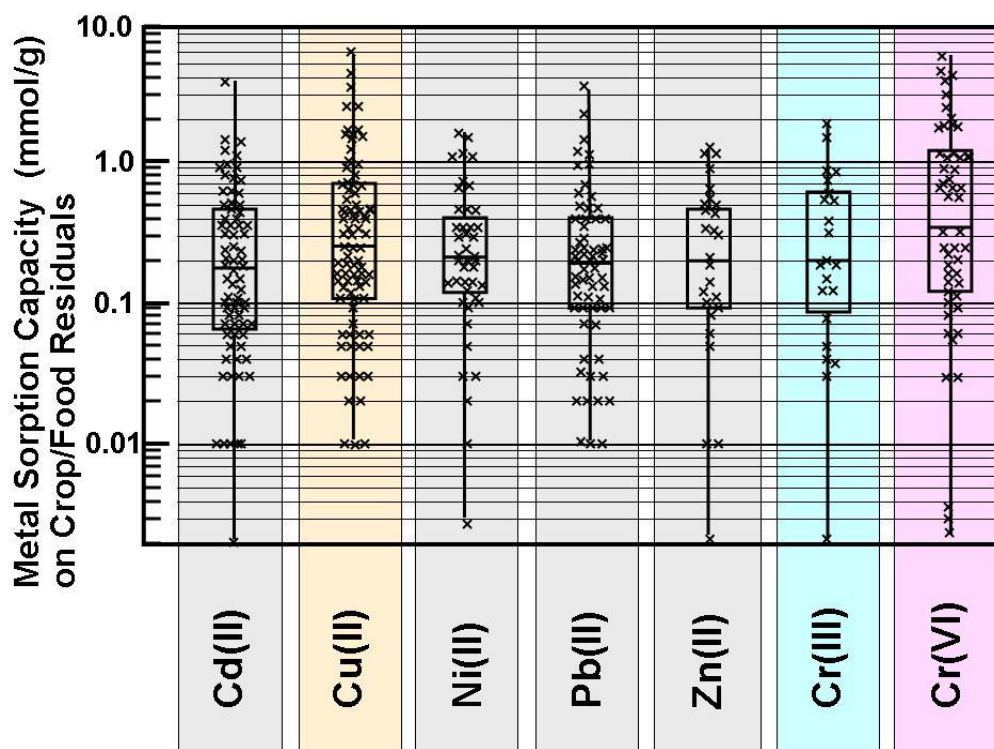 Metal Sorption Capacity (mmol/g)
on Crop/Food Residuals
10.0
1.0
0.1
0.01
Cd(II)
Cu(II)
Ni(II)
Pb(II)
Zn(II)
Cr(III)
Cr(VI)